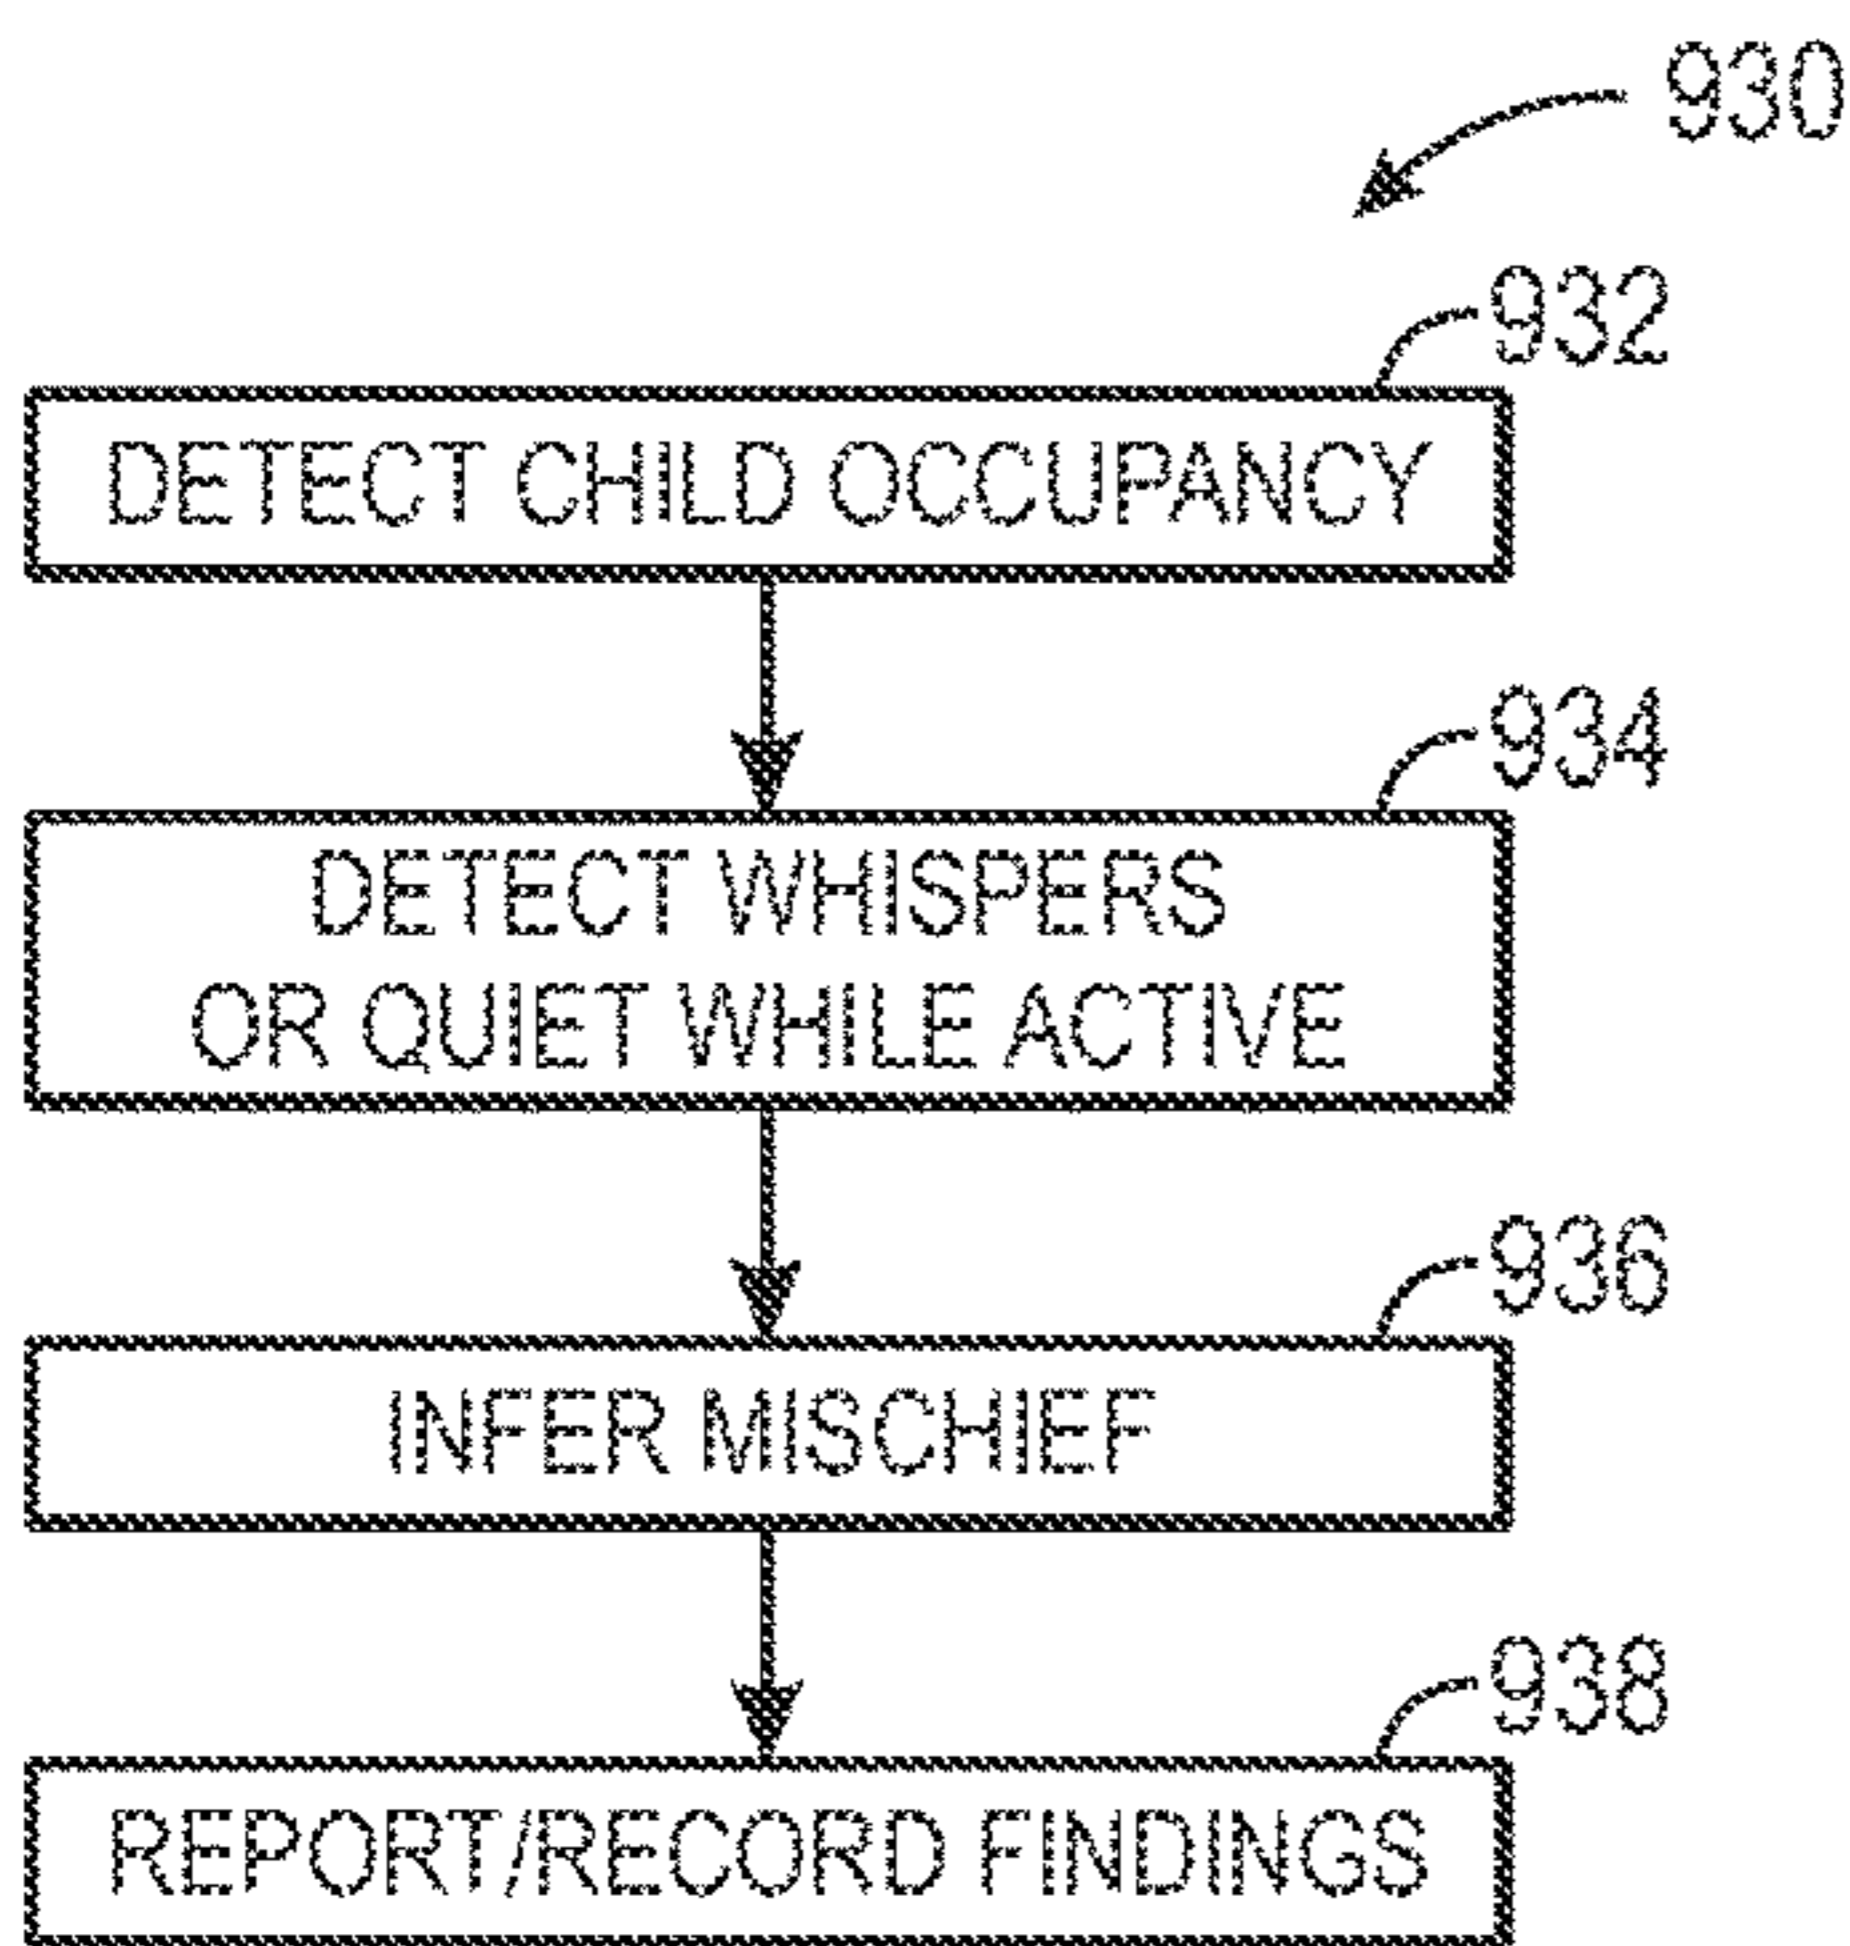 930
932
DETECT CHILD OCCUPANCY
934
DETECT WHISPERS
OR QUIET WHILE ACTIVE
936
INFER MISCHIEF
938
REPORT/RECORD FINDINGS